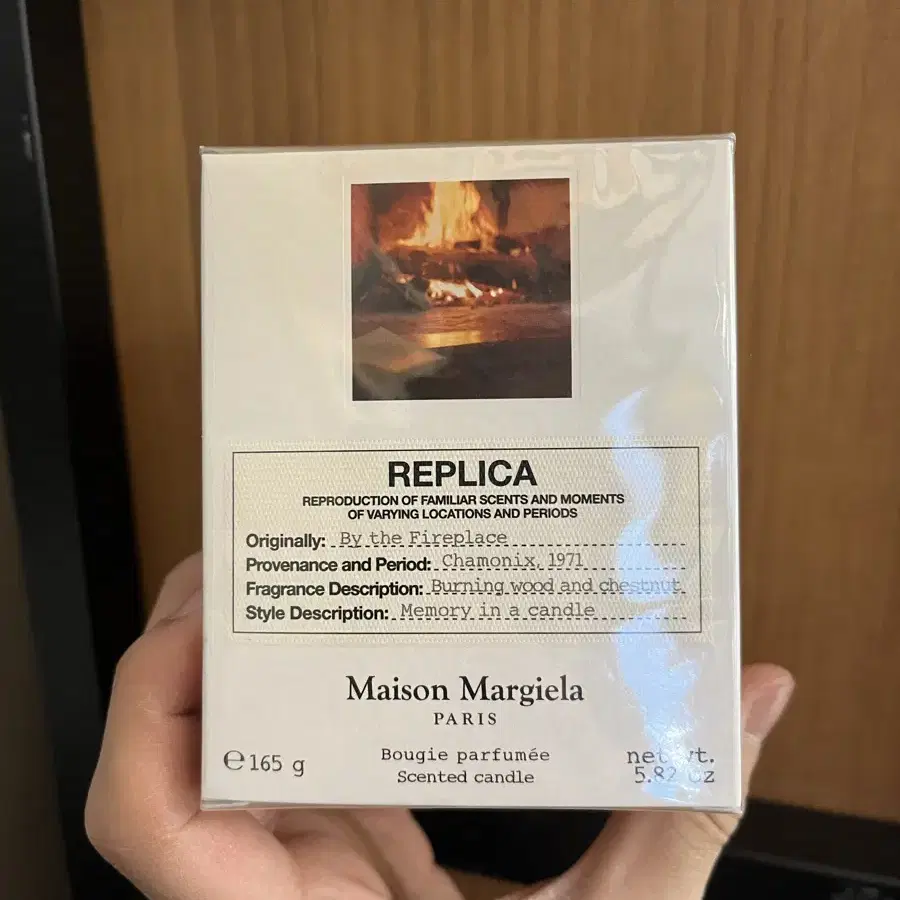 REPLICA
REPRODUCTION OF FAMILIAR SCENTS AND MOMENTS
OF VARYING LOCATIONS AND PERIODS
Originally: By the Fireplace
Provenance and Period: Chamonix, 1971
Fragrance Description: Burning wood and chestnut
Style Description: Memory in a candle
Maison Margiela
PARIS
℮ 165 g
Bougie parfumée
Scented candle
net wt.
5.82 Oz